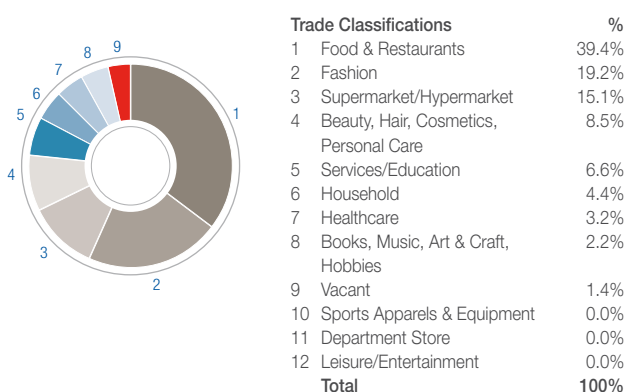 Trade Classifications %
1 Food & Restaurants 39.4%
2 Fashion 19.2%
3 Supermarket/Hypermarket 15.1%
4 Beauty, Hair, Cosmetics, 8.5%
Personal Care
5 Services/Education 6.6%
6 Household 4.4%
7 Healthcare 3.2%
8 Books, Music, Art & Craft, 2.2%
Hobbies
9 Vacant 1.4%
10 Sports Apparels & Equipment 0.0%
11 Department Store 0.0%
12 Leisure/Entertainment 0.0%
Total 100%
1
2
3
4
5
6
7
8
9